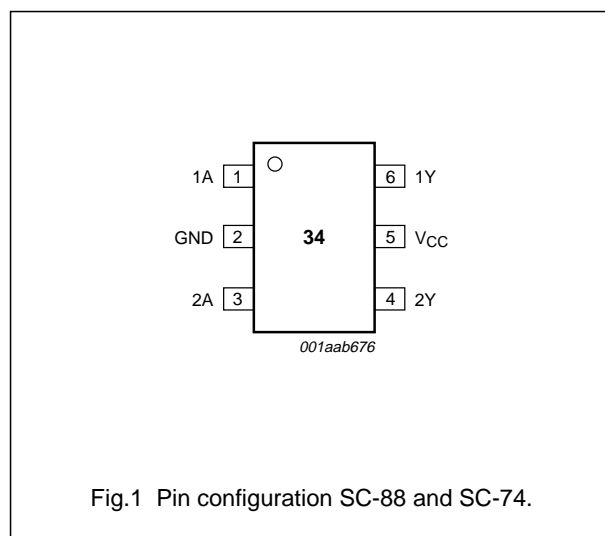 1A 1 6 1Y
GND 2 34 5 VCC
2A 3 4 2Y
001aab676
Fig.1 Pin configuration SC-88 and SC-74.